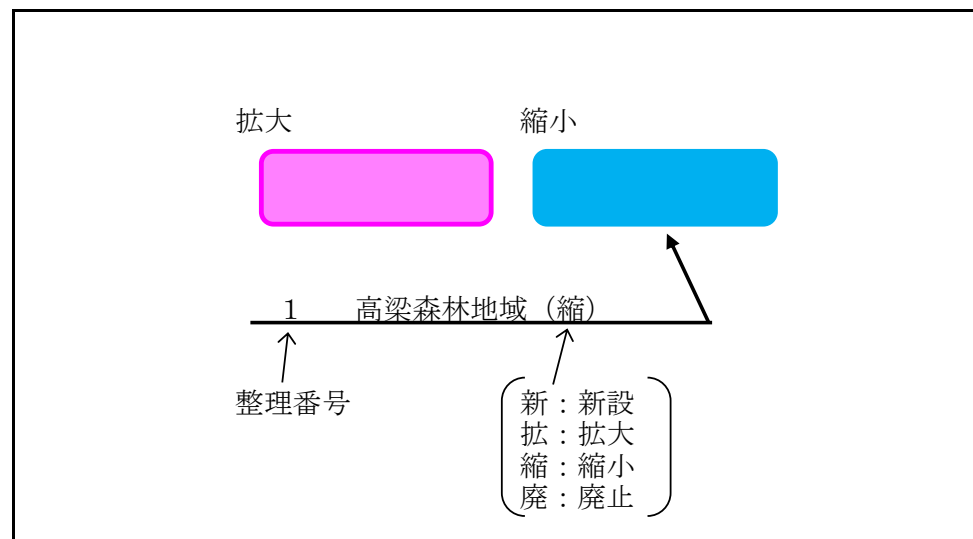 拡大　縮小
１　高梁森林地域（縮）
整理番号
新：新設
拡：拡大
縮：縮小
廃：廃止